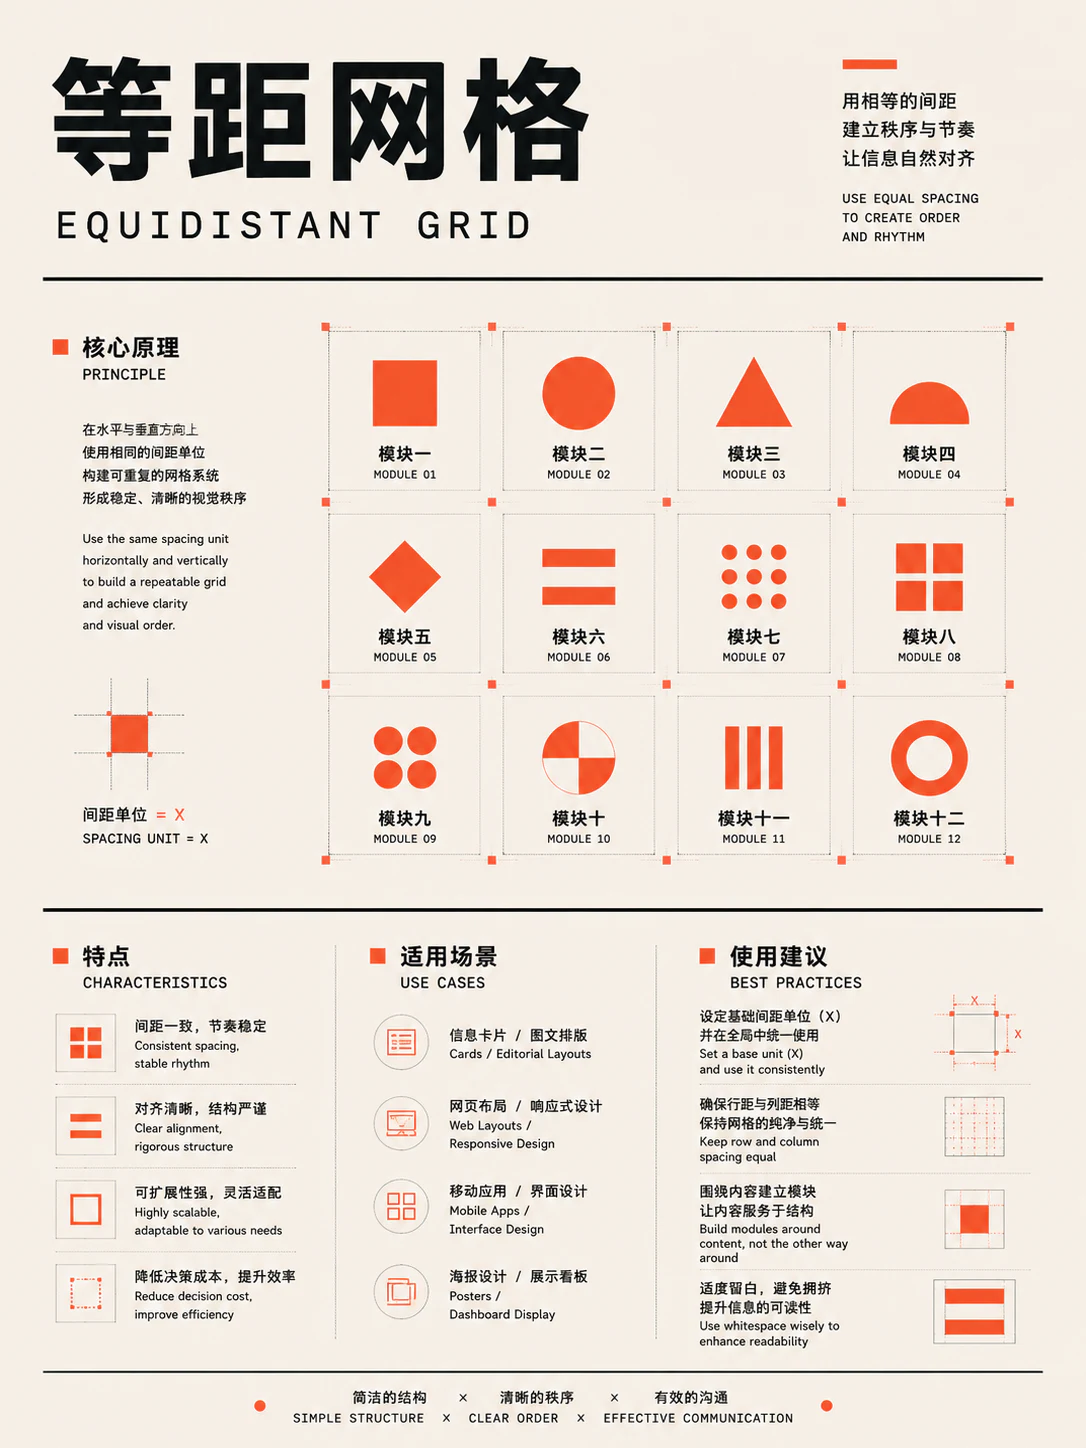 等距网格
EQUIDISTANT GRID
用相等的间距
建立秩序与节奏
让信息自然对齐
USE EQUAL SPACING
TO CREATE ORDER
AND RHYTHM
核心原理
PRINCIPLE
在水平与垂直方向上
使用相同的间距单位
构建可重复的网格系统
形成稳定、清晰的视觉秩序
Use the same spacing unit
horizontally and vertically
to build a repeatable grid
and achieve clarity
and visual order.
间距单位 = X
SPACING UNIT = X
模块一
MODULE 01
模块二
MODULE 02
模块三
MODULE 03
模块四
MODULE 04
模块五
MODULE 05
模块六
MODULE 06
模块七
MODULE 07
模块八
MODULE 08
模块九
MODULE 09
模块十
MODULE 10
模块十一
MODULE 11
模块十二
MODULE 12
特点
CHARACTERISTICS
间距一致，节奏稳定
Consistent spacing,
stable rhythm
对齐清晰，结构严谨
Clear alignment,
rigorous structure
可扩展性强，灵活适配
Highly scalable,
adaptable to various needs
降低决策成本，提升效率
Reduce decision cost,
improve efficiency
适用场景
USE CASES
信息卡片 / 图文排版
Cards / Editorial Layouts
网页布局 / 响应式设计
Web Layouts /
Responsive Design
移动应用 / 界面设计
Mobile Apps /
Interface Design
海报设计 / 展示看板
Posters /
Dashboard Display
使用建议
BEST PRACTICES
设定基础间距单位（X）
并在全局中统一使用
Set a base unit (X)
and use it consistently
X
X
确保行距与列距相等
保持网格的纯净与统一
Keep row and column
spacing equal
内容建立模块
让内容服务于结构
Build modules around
content, not the other way
around
适度留白，避免拥挤
提升信息的可读性
Use whitespace wisely to
enhance readability
简洁的结构 × 清晰的秩序 × 有效的沟通
SIMPLE STRUCTURE × CLEAR ORDER × EFFECTIVE COMMUNICATION